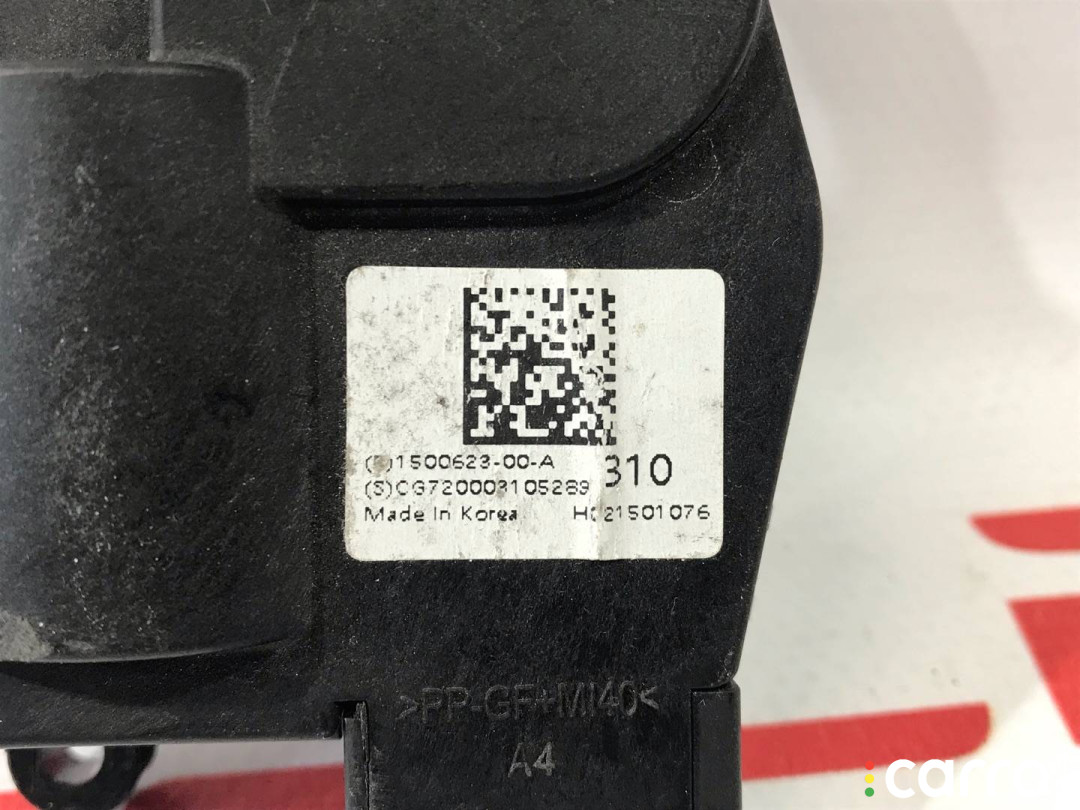 1500623-00-A
310
(S)CG720003105289
Made In Korea
21501076
>PP-GF+MI40<
A4